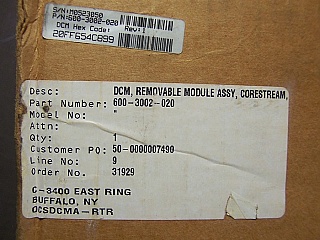 S/N:M0523050
P/N:600-3002-020
Rev:1
DCM Hex Code:
20FF654CB99
Desc: DCM, REMOVABLE MODULE ASSY, CORESTREAM,
Part Number: 600-3002-020
Model No: "
Attn:
Qty: 1
Customer PO: 50-0000007490
Line No: 9
Order No. 31929
C-3400 EAST RING
BUFFALO, NY
OCSDCMA-RTR